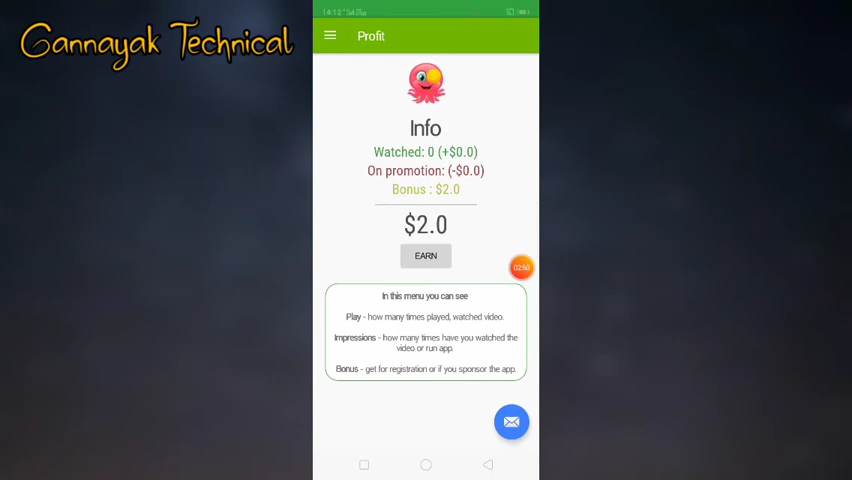 Gannayak Technical
Profit
Info
Watched: 0 (+$0.0)
On promotion: (-$0.0)
Bonus : $2.0
$2.0
EARN
02:50
In this menu you can see
Play - how many times played, watched video.
Impressions - how many times have you watched the
video or run app.
Bonus - get for registration or if you sponsor the app.